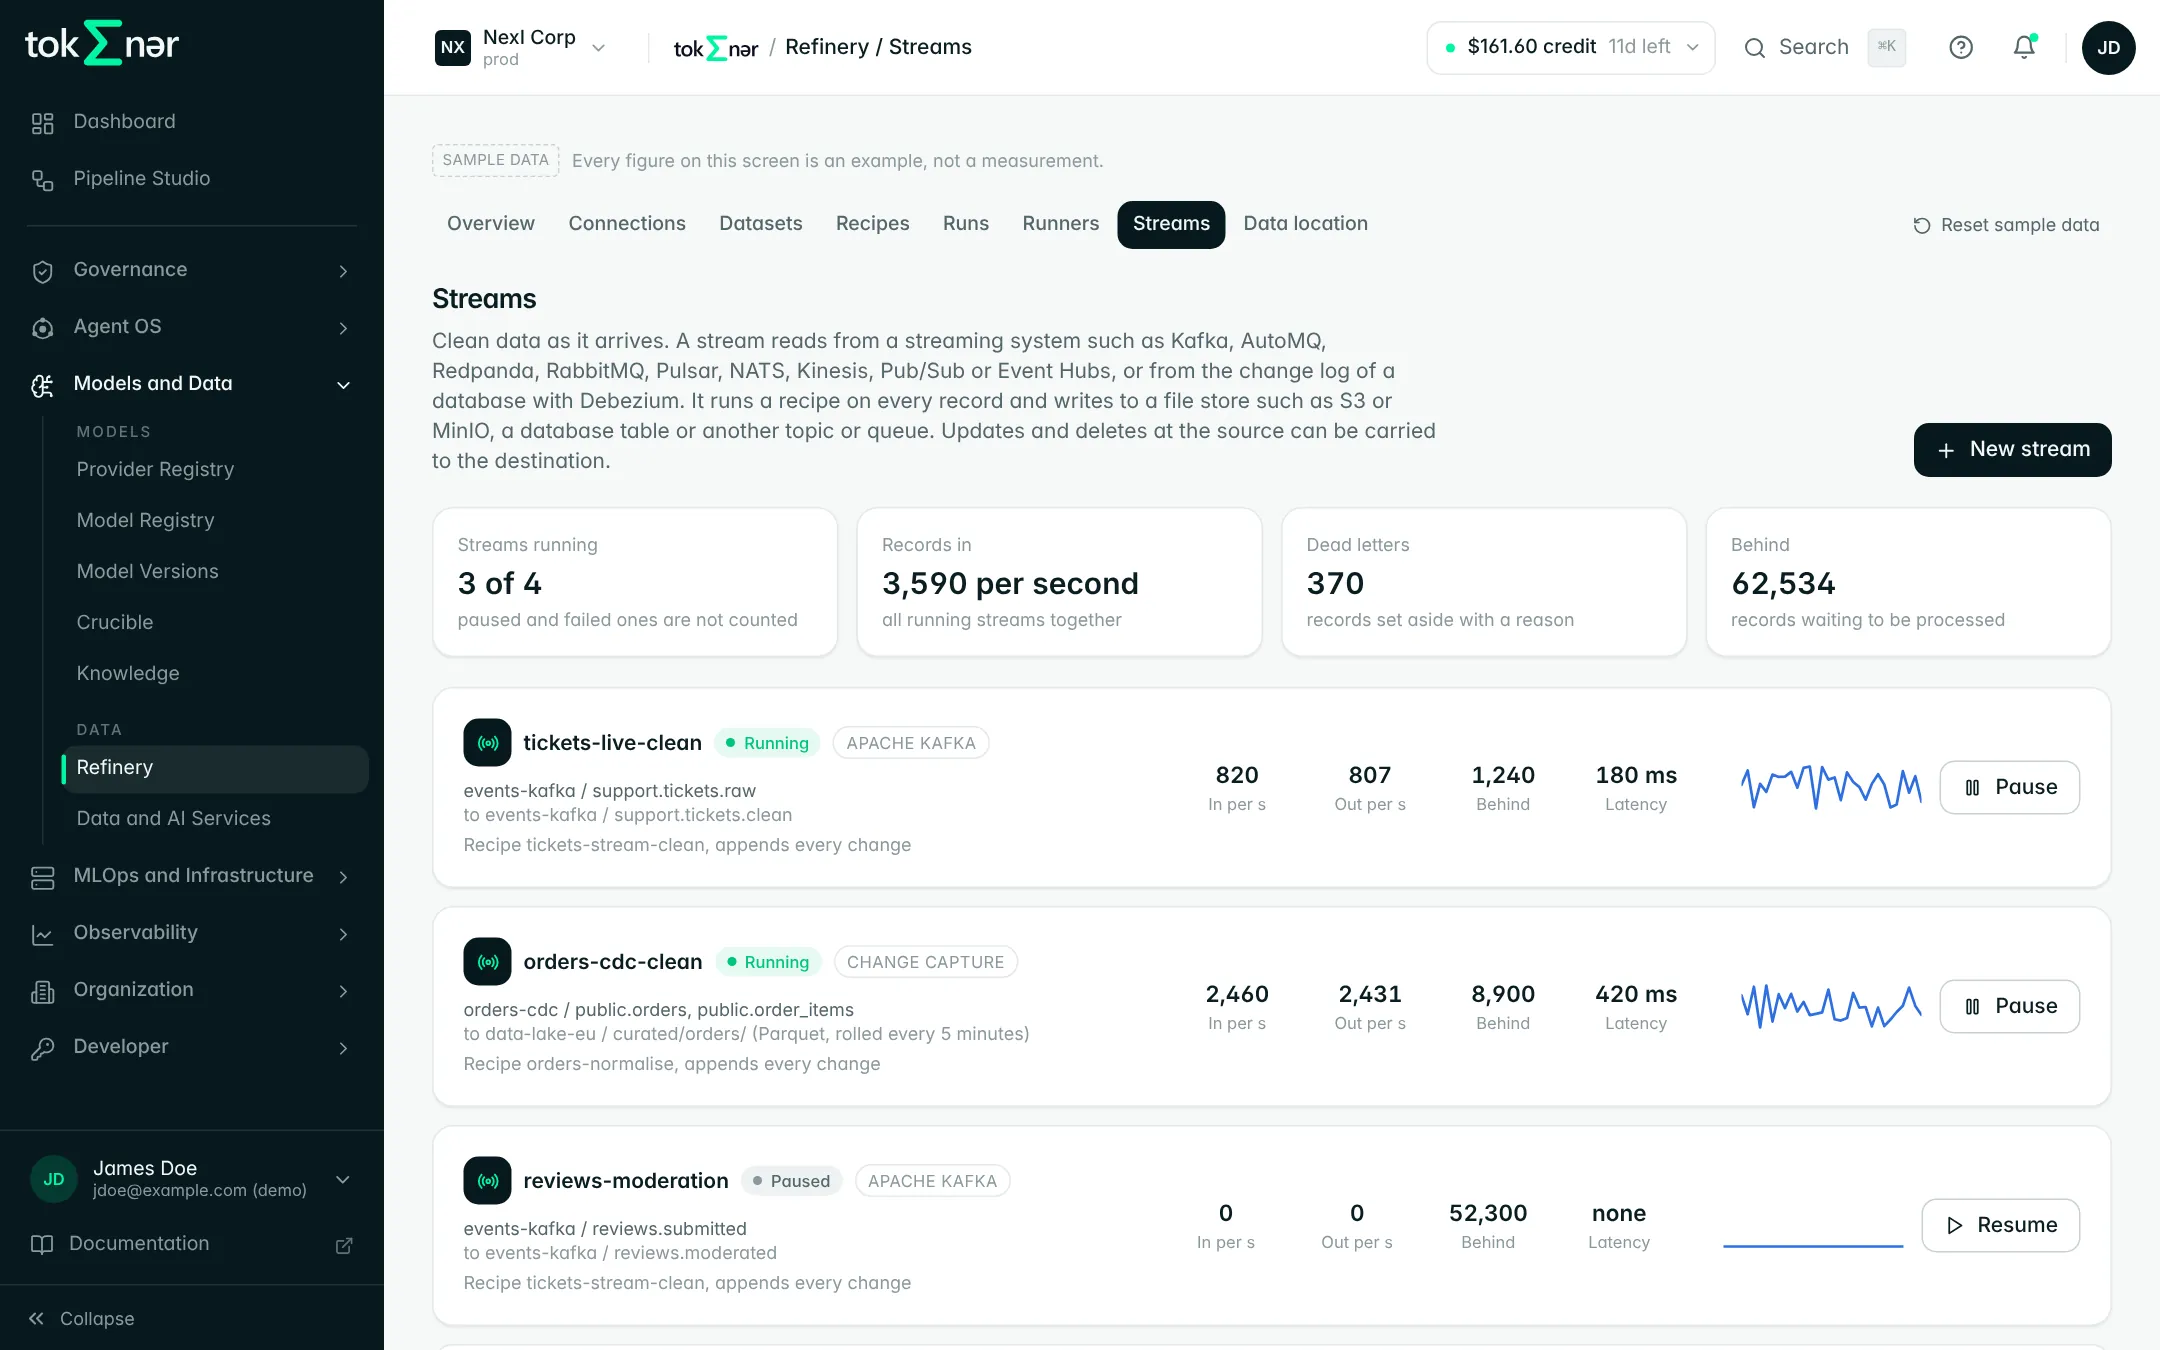 tokΣnər
Dashboard
Pipeline Studio
Governance
Agent OS
Models and Data
MODELS
Provider Registry
Model Registry
Model Versions
Crucible
Knowledge
DATA
Refinery
Data and AI Services
MLOps and Infrastructure
Observability
Organization
Developer
JD
James Doe
jdoe@example.com (demo)
Documentation
Collapse
NX
Nexl Corp
prod
tokΣnər / Refinery / Streams
$161.60 credit 11d left
Search ⌘K
JD
SAMPLE DATA Every figure on this screen is an example, not a measurement.
Overview Connections Datasets Recipes Runs Runners Streams Data location
Reset sample data
Streams
Clean data as it arrives. A stream reads from a streaming system such as Kafka, AutoMQ,
Redpanda, RabbitMQ, Pulsar, NATS, Kinesis, Pub/Sub or Event Hubs, or from the change log of a
database with Debezium. It runs a recipe on every record and writes to a file store such as S3 or
MinIO, a database table or another topic or queue. Updates and deletes at the source can be carried
to the destination.
New stream
Streams running
3 of 4
paused and failed ones are not counted
Records in
3,590 per second
all running streams together
Dead letters
370
records set aside with a reason
Behind
62,534
records waiting to be processed
tickets-live-clean Running APACHE KAFKA
events-kafka / support.tickets.raw
to events-kafka / support.tickets.clean
Recipe tickets-stream-clean, appends every change
820 807 1,240 180 ms
In per s Out per s Behind Latency
Pause
orders-cdc-clean Running CHANGE CAPTURE
orders-cdc / public.orders, public.order_items
to data-lake-eu / curated/orders/ (Parquet, rolled every 5 minutes)
Recipe orders-normalise, appends every change
2,460 2,431 8,900 420 ms
In per s Out per s Behind Latency
Pause
reviews-moderation Paused APACHE KAFKA
events-kafka / reviews.submitted
to events-kafka / reviews.moderated
Recipe tickets-stream-clean, appends every change
0 0 52,300 none
In per s Out per s Behind Latency
Resume